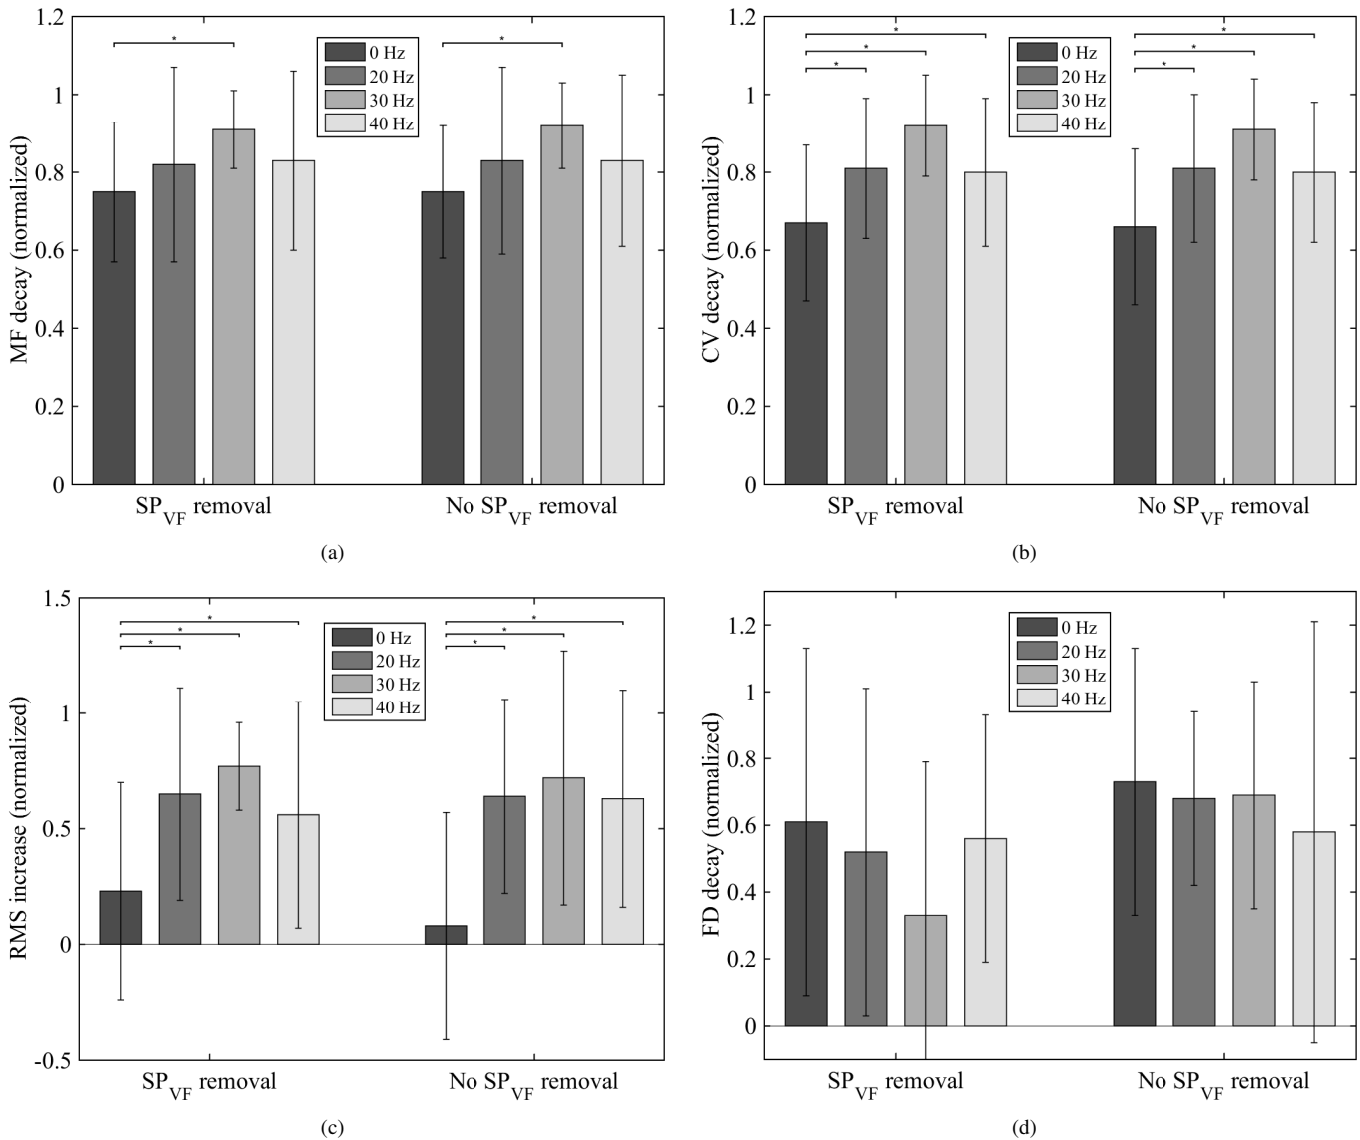 1.2
1
0.8
0.6
0.4
0.2
0
MF decay (normalized)
*
*
0 Hz
20 Hz
30 Hz
40 Hz
SP_VF removal
No SP_VF removal
(a)
1.2
1
0.8
0.6
0.4
0.2
0
CV decay (normalized)
*
*
*
*
*
*
0 Hz
20 Hz
30 Hz
40 Hz
SP_VF removal
No SP_VF removal
(b)
1.5
1
0.5
0
-0.5
RMS increase (normalized)
*
*
*
*
*
*
0 Hz
20 Hz
30 Hz
40 Hz
SP_VF removal
No SP_VF removal
(c)
1.2
1
0.8
0.6
0.4
0.2
0
FD decay (normalized)
0 Hz
20 Hz
30 Hz
40 Hz
SP_VF removal
No SP_VF removal
(d)